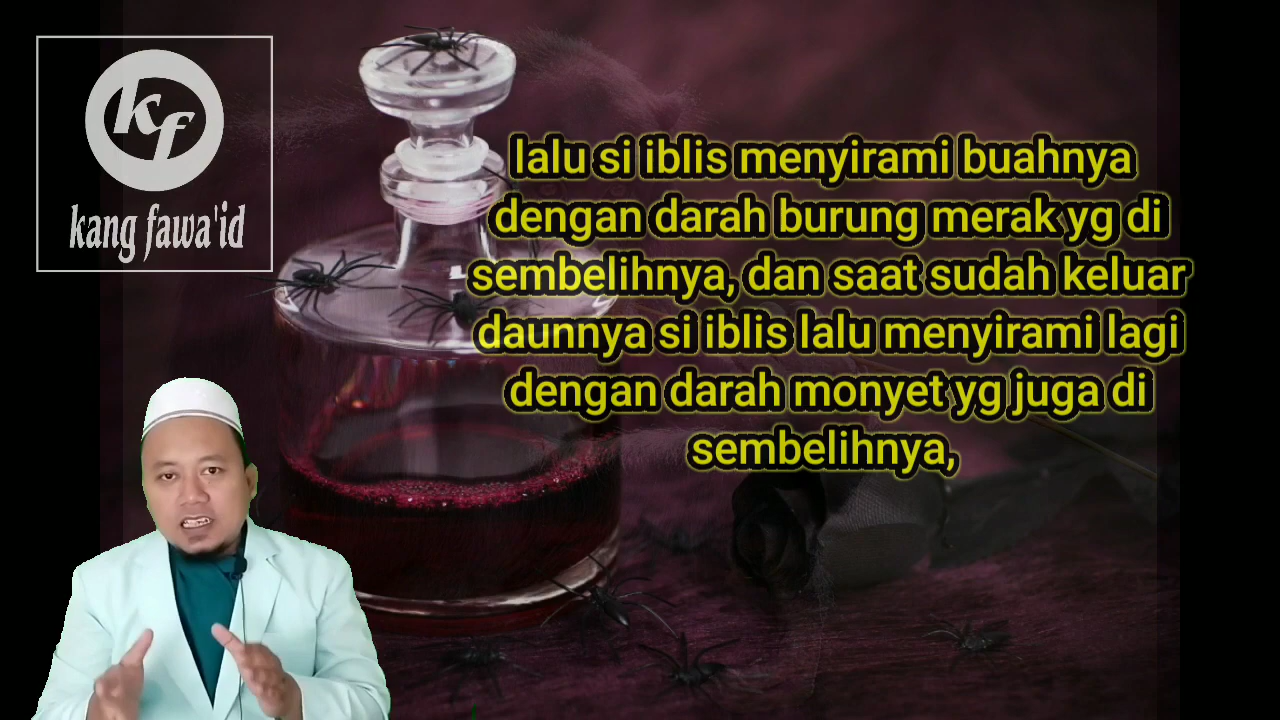 kf
kang fawa'id
lalu si iblis menyirami buahnya
dengan darah burung merak yg di
sembelihnya, dan saat sudah keluar
daunnya si iblis lalu menyirami lagi
dengan darah monyet yg juga di
sembelihnya,